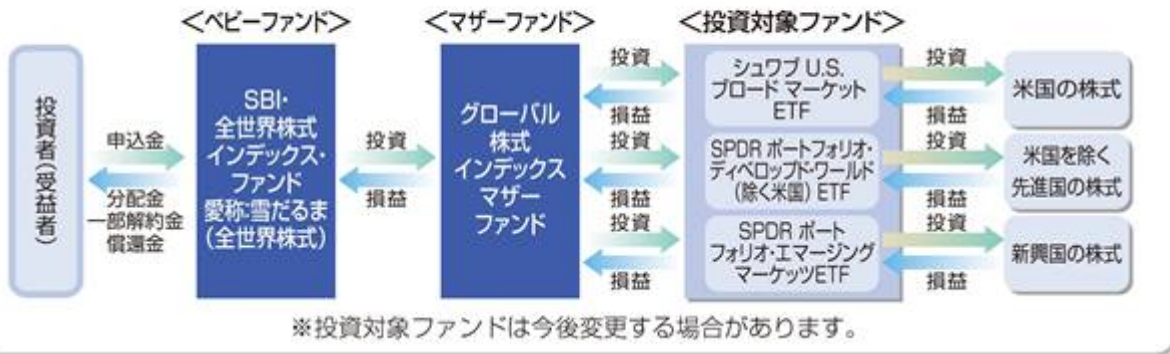 <ベビーファンド>
<マザーファンド>
<投資対象ファンド>
投資者(受益者)
申込金
分配金
一部解約金
償還金
SBI・
全世界株式
インデックス・
ファンド
愛称:雪だるま
(全世界株式)
投資
損益
グローバル
株式
インデックス
マザー
ファンド
投資
損益
投資
損益
投資
損益
シュワブ U.S.
ブロード マーケット
ETF
SPDR ポートフォリオ・
ディベロップド・ワールド
(除く米国) ETF
SPDR ポート
フォリオ・エマージング
マーケッツETF
投資
損益
投資
損益
投資
損益
米国の株式
米国を除く
先進国の株式
新興国の株式
※投資対象ファンドは今後変更する場合があります。